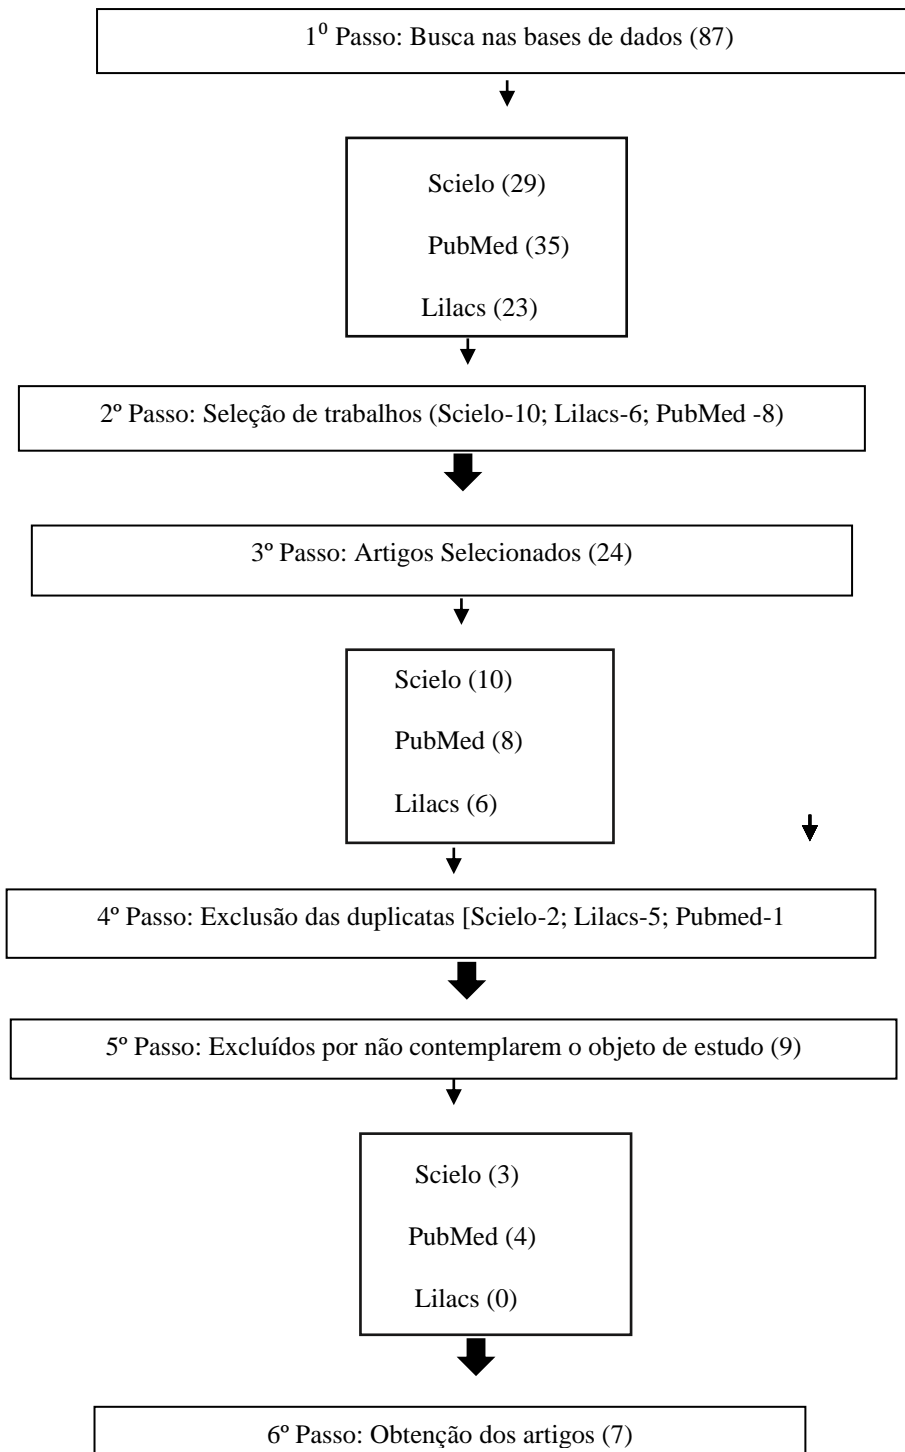 1⁰ Passo: Busca nas bases de dados (87)
Scielo (29)
PubMed (35)
Lilacs (23)
2º Passo: Seleção de trabalhos (Scielo-10; Lilacs-6; PubMed -8)
3º Passo: Artigos Selecionados (24)
Scielo (10)
PubMed (8)
Lilacs (6)
4º Passo: Exclusão das duplicatas [Scielo-2; Lilacs-5; Pubmed-1
5º Passo: Excluídos por não contemplarem o objeto de estudo (9)
Scielo (3)
PubMed (4)
Lilacs (0)
6º Passo: Obtenção dos artigos (7)